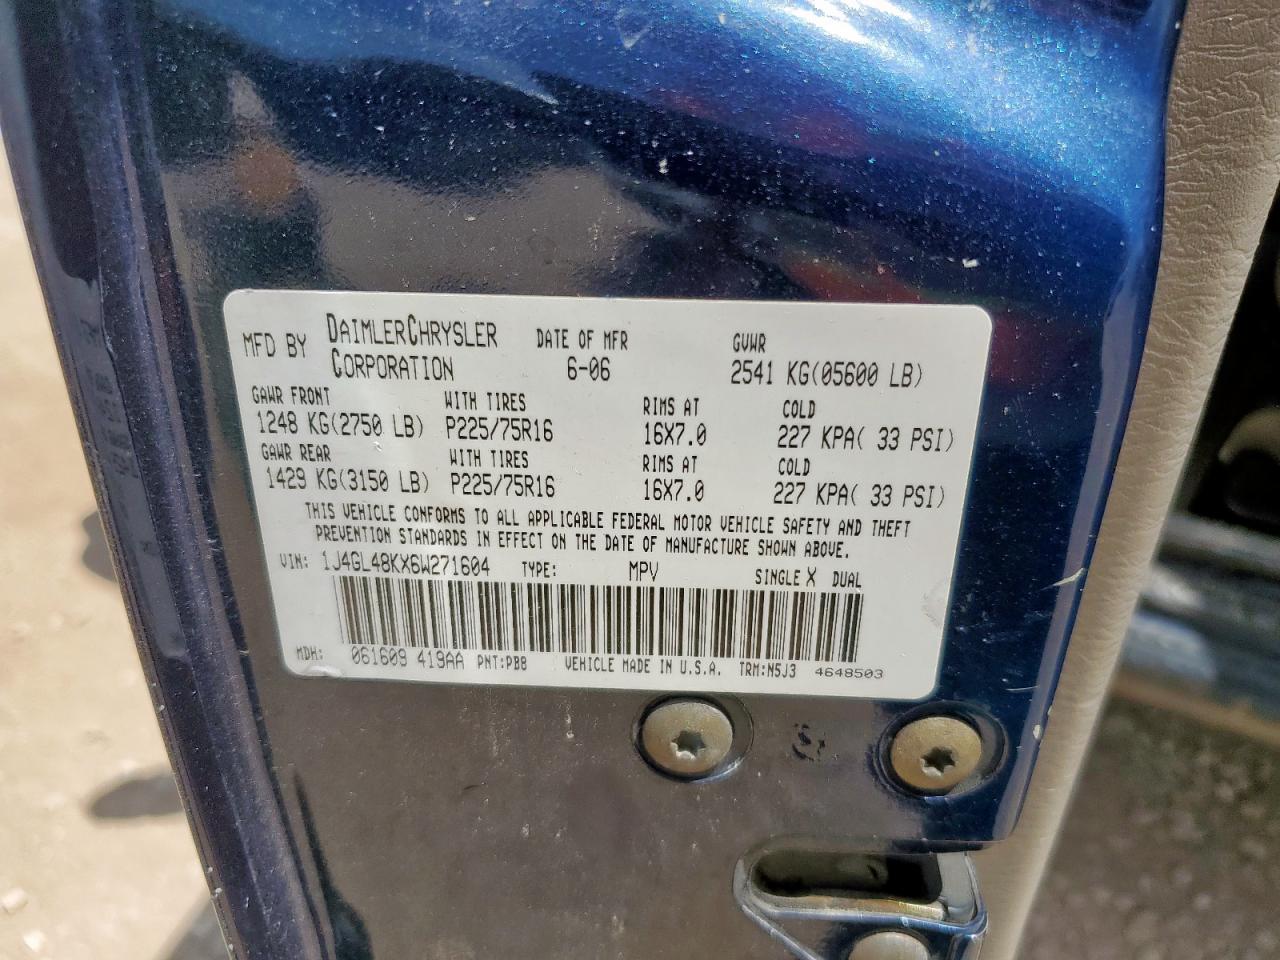 MFD BY DAIMLERCHRYSLER CORPORATION DATE OF MFR 6-06 GVWR 2541 KG(05600 LB)
GAWR FRONT WITH TIRES RIMS AT COLD
1248 KG(2750 LB) P225/75R16 16X7.0 227 KPA( 33 PSI)
GAWR REAR WITH TIRES RIMS AT COLD
1429 KG(3150 LB) P225/75R16 16X7.0 227 KPA( 33 PSI)
THIS VEHICLE CONFORMS TO ALL APPLICABLE FEDERAL MOTOR VEHICLE SAFETY AND THEFT
PREVENTION STANDARDS IN EFFECT ON THE DATE OF MANUFACTURE SHOWN ABOVE.
VIN: 1J4GL48KX6W271604 TYPE: MPV SINGLE X DUAL
MDH: 061609 419AA PNT:PBB VEHICLE MADE IN U.S.A. TRM:N5J3 4648503